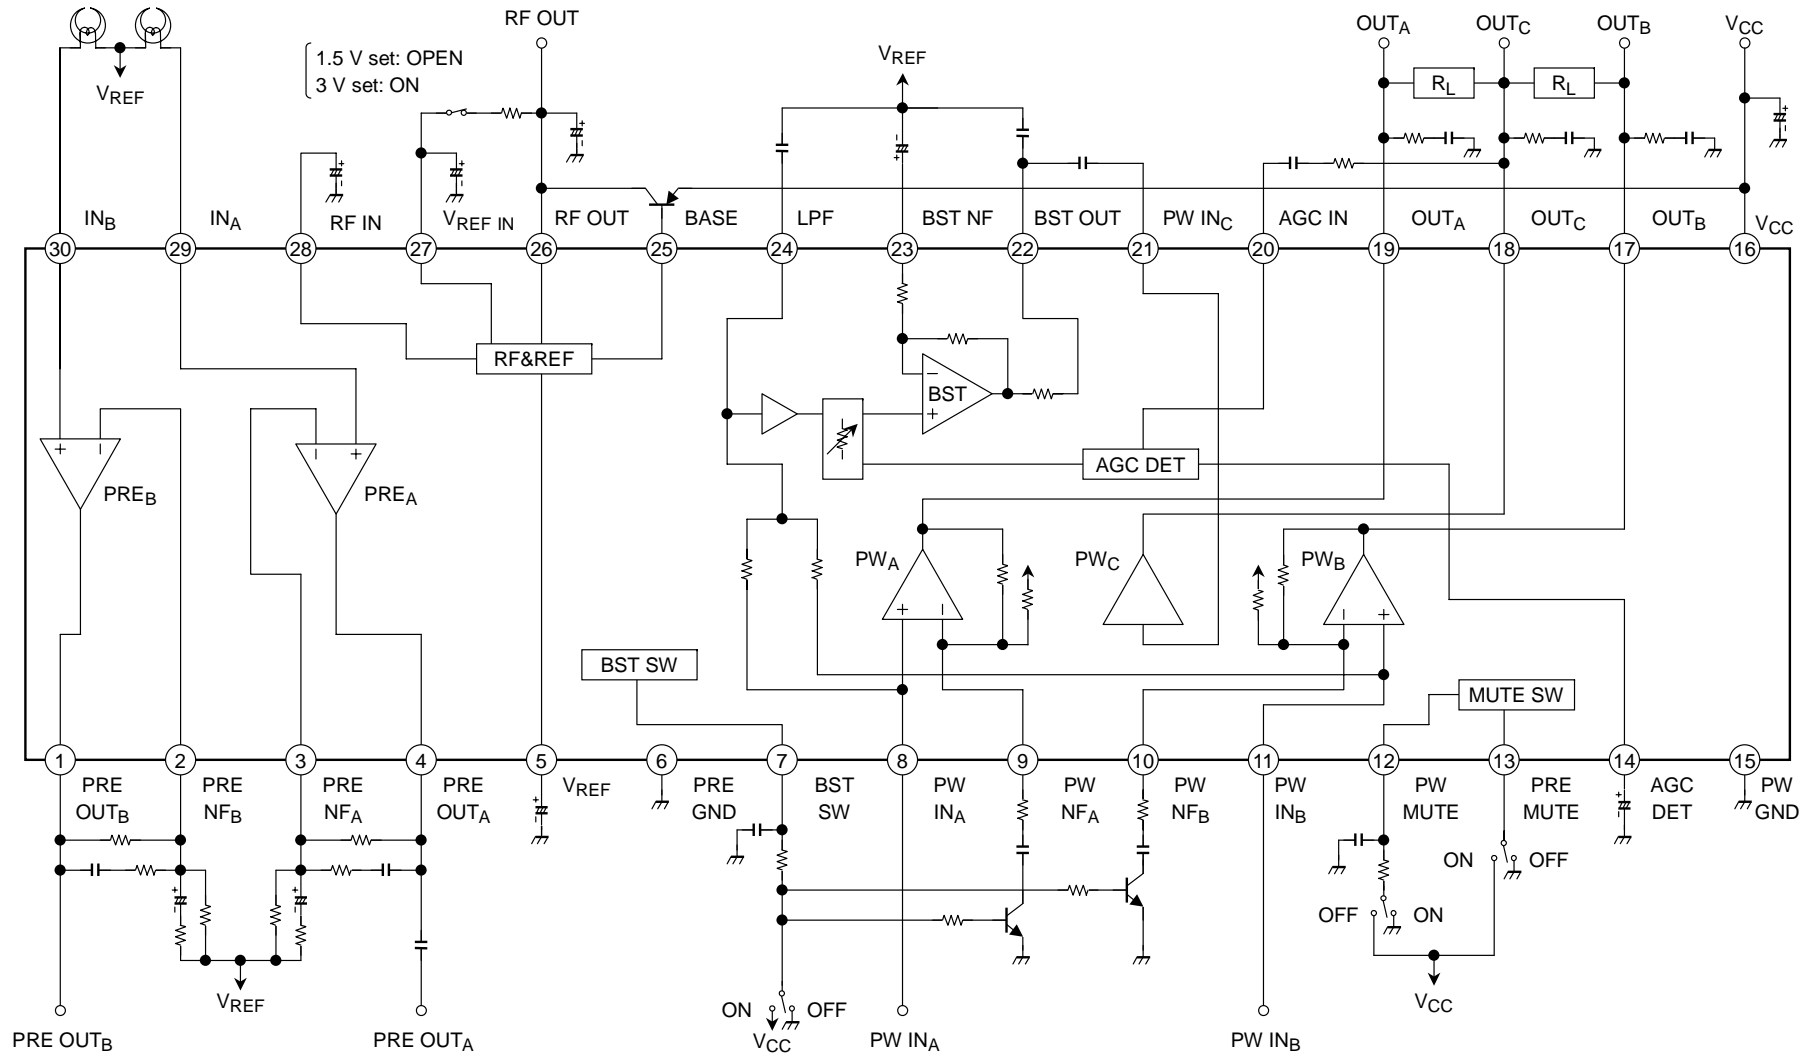 RF OUT
OUTA
OUTC
OUTB
VCC
1.5 V set: OPEN
3 V set: ON
VREF
VREF
RL
RL
+
-
+
-
+
-
+
-
-
+
INB
INA
RF IN
VREF IN
RF OUT
BASE
LPF
BST NF
BST OUT
PW INC
AGC IN
OUTA
OUTC
OUTB
VCC
30
29
28
27
26
25
24
23
22
21
20
19
18
17
16
RF&REF
BST
-
+
AGC DET
+
-
PREB
-
+
PREA
PWA
+
-
PWC
PWB
-
+
BST SW
MUTE SW
1
2
3
4
5
6
7
8
9
10
11
12
13
14
15
PRE OUTB
PRE NFB
PRE NFA
PRE OUTA
VREF
PRE GND
BST SW
PW INA
PW NFA
PW NFB
PW INB
PW MUTE
PRE MUTE
AGC DET
PW GND
+
-
+
-
+
-
+
-
ON
OFF
OFF
ON
VREF
VCC
ON
OFF
VCC
PRE OUTB
PRE OUTA
PW INA
PW INB